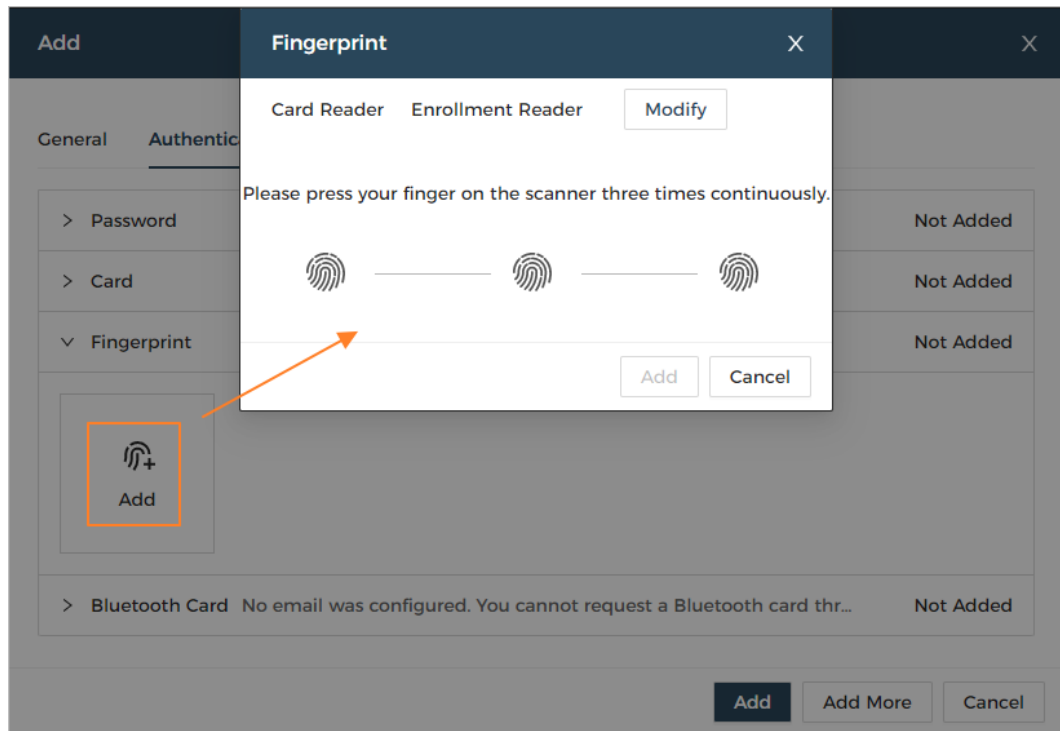 Add
X
Fingerprint
X
Card Reader Enrollment Reader Modify
Please press your finger on the scanner three times continuously.
Add Cancel
General Authentic
> Password Not Added
> Card Not Added
Fingerprint Not Added
Add
> Bluetooth Card No email was configured. You cannot request a Bluetooth card thr... Not Added
Add Add More Cancel